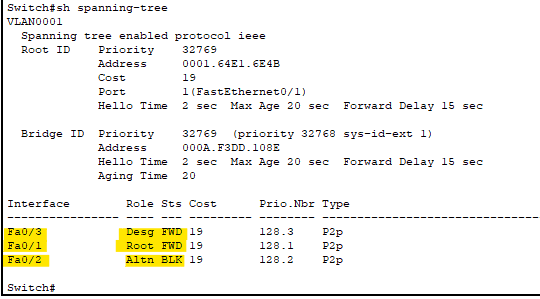 Switch#sh spanning-tree
VLAN0001
  Spanning tree enabled protocol ieee
  Root ID    Priority    32769
             Address     0001.64E1.6E4B
             Cost        19
             Port        1(FastEthernet0/1)
             Hello Time  2 sec  Max Age 20 sec  Forward Delay 15 sec
  Bridge ID  Priority    32769  (priority 32768 sys-id-ext 1)
             Address     000A.F3DD.108E
             Hello Time  2 sec  Max Age 20 sec  Forward Delay 15 sec
             Aging Time  20
Interface        Role Sts Cost      Prio.Nbr Type
---------------- ---- --- --------- -------- --------------------------------
Fa0/3            Desg FWD 19        128.3    P2p
Fa0/1            Root FWD 19        128.1    P2p
Fa0/2            Altn BLK 19        128.2    P2p
Switch#